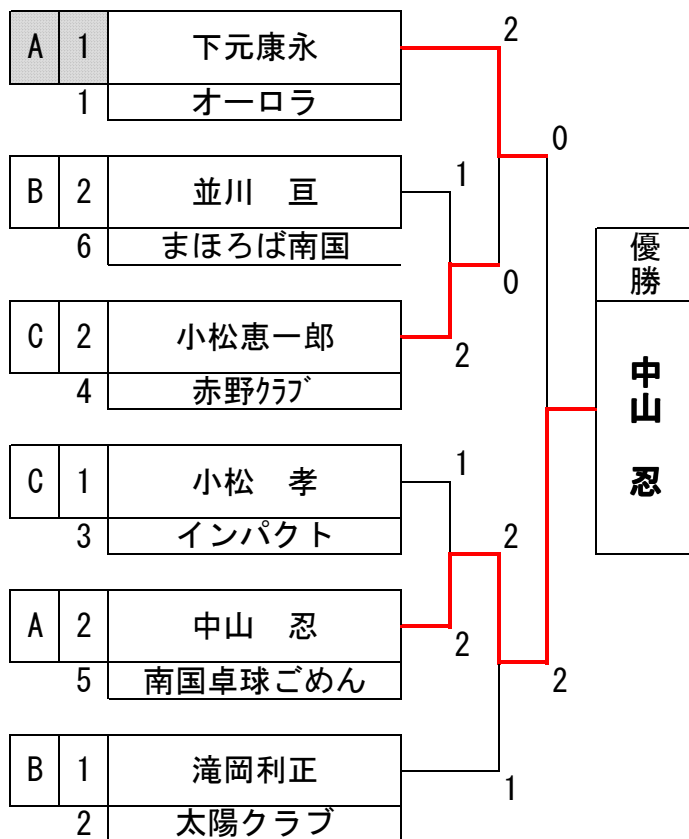 2
A 1 下元康永
1 オーロラ
0
B 2 並川　亘
1
6 まほろば南国
0
優勝
C 2 小松恵一郎
2
4 赤野ｸﾗﾌﾞ
中山　忍
C 1 小松　孝
1
3 インパクト
2
A 2 中山　忍
2
5 南国卓球ごめん
2
B 1 滝岡利正
1
2 太陽クラブ